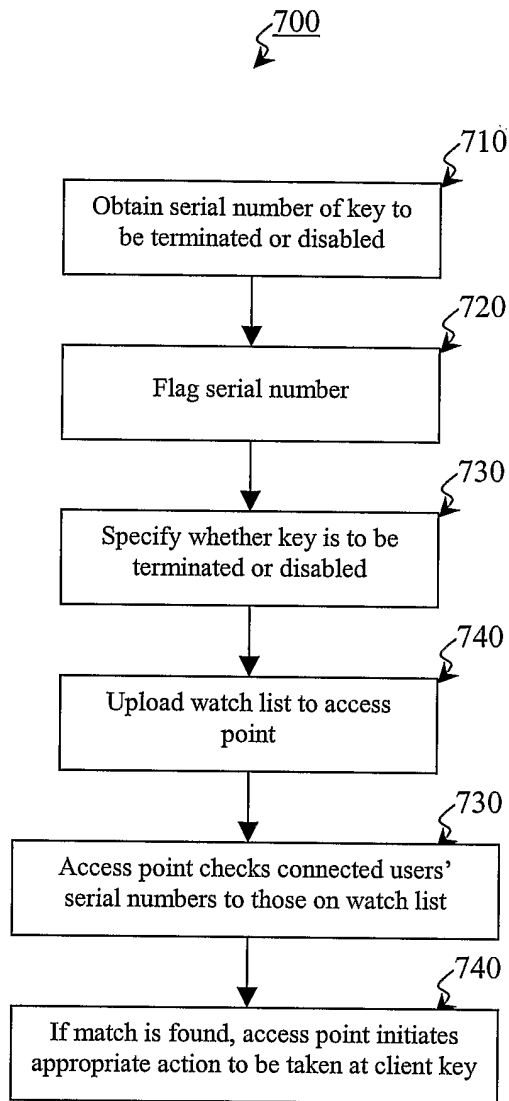 700
710
Obtain serial number of key to
be terminated or disabled
720
Flag serial number
730
Specify whether key is to be
terminated or disabled
740
Upload watch list to access
point
730
Access point checks connected users’
serial numbers to those on watch list
740
If match is found, access point initiates
appropriate action to be taken at client key